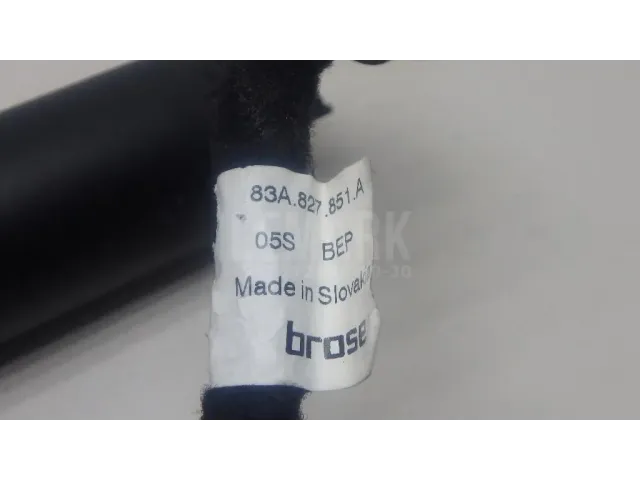 83A.827.851.A
05S BEP
Made in Slovakia
brose